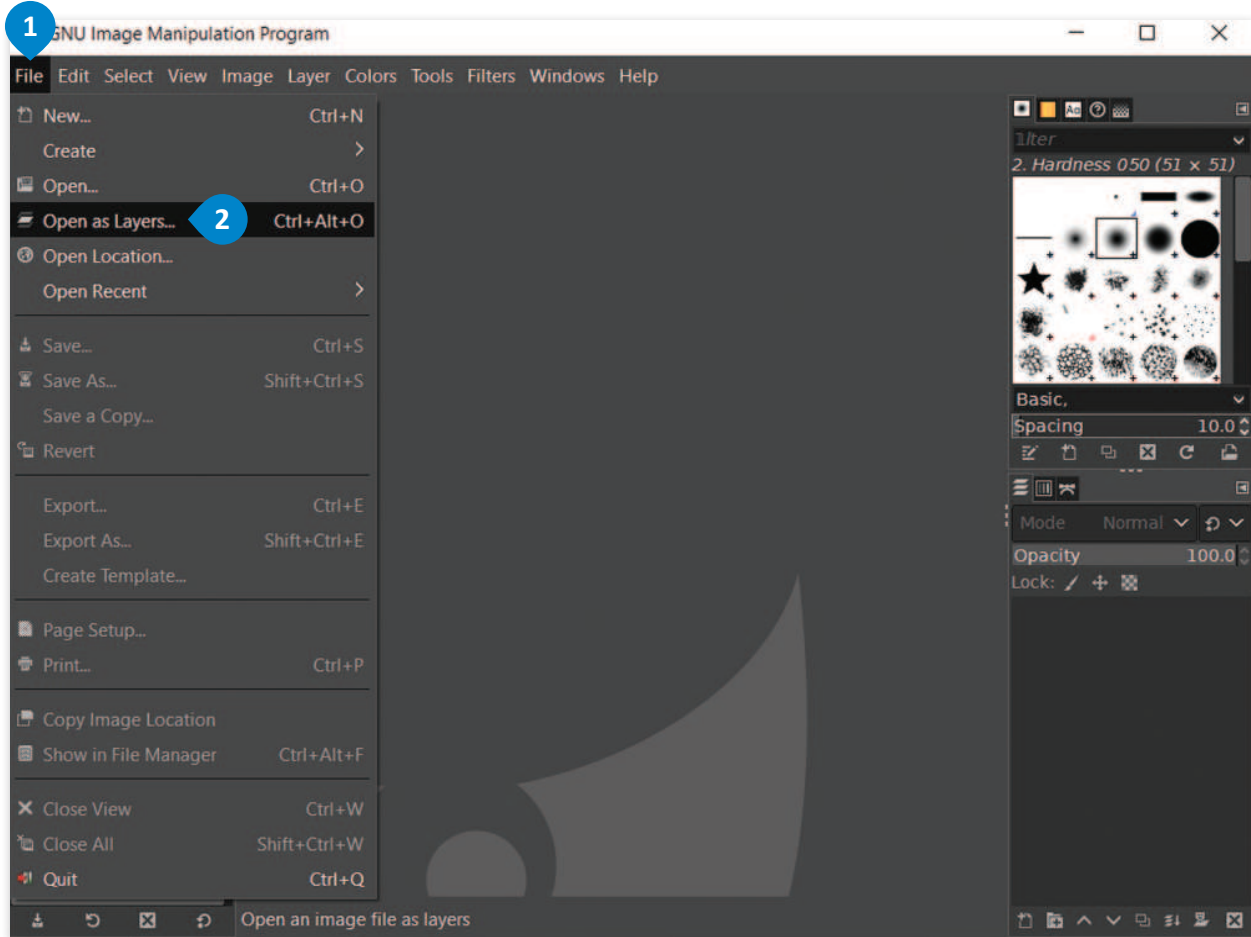 1
GNU Image Manipulation Program
File Edit Select View Image Layer Colors Tools Filters Windows Help
New... Ctrl+N
Create
Open... Ctrl+O
Open as Layers... 2 Ctrl+Alt+O
Open Location...
Open Recent
Save... Ctrl+S
Save As... Shift+Ctrl+S
Save a Copy...
Revert
Export... Ctrl+E
Export As... Shift+Ctrl+E
Create Template...
Page Setup...
Print... Ctrl+P
Copy Image Location
Show in File Manager Ctrl+Alt+F
Close View Ctrl+W
Close All Shift+Ctrl+W
Quit Ctrl+Q
Open an image file as layers
Aa
2. Hardness 050 (51 × 51)
Basic,
Spacing 10.0
Mode Normal
Opacity 100.0
Lock: